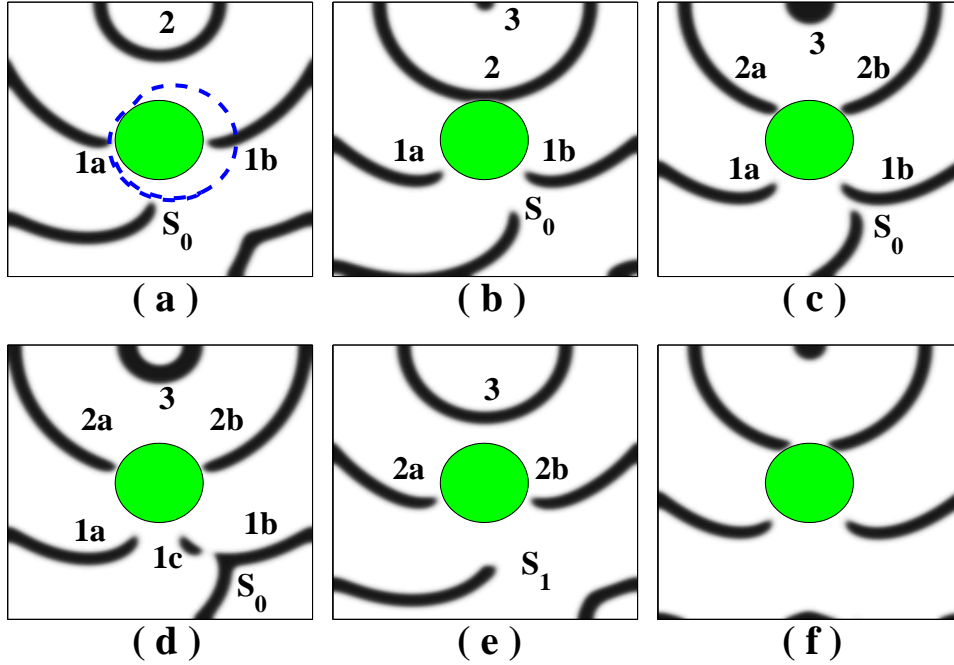 2
1a 1b
S0
( a )
3
2
1a 1b
S0
( b )
3
2a 2b
1a 1b
S0
( c )
3
2a 2b
1a 1c 1b
S0
( d )
3
2a 2b
S1
( e )
( f )